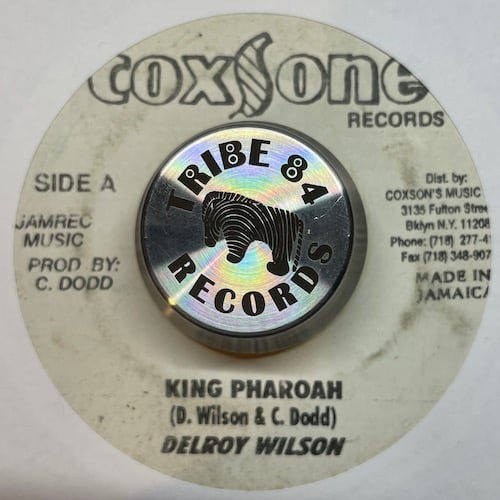 COXSONE
RECORDS
SIDE A
JAMREC
MUSIC
PROD BY:
C. DODD
TRIBE 84
RECORDS
Dist. by:
COXSON'S MUSIC
3135 Fulton Stree
Bklyn N.Y. 11208
Phone: (718) 277-4
Fax (718) 348-907
MADE IN
JAMAICA
KING PHAROAH
(D. Wilson & C. Dodd)
DELROY WILSON